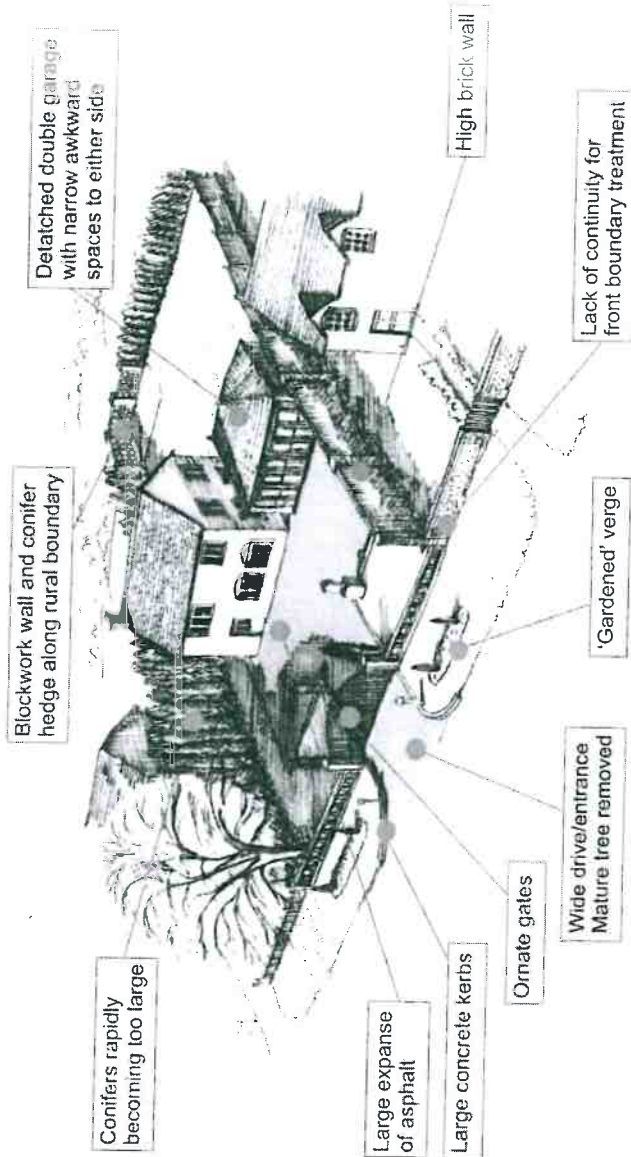 Conifers rapidly
becoming too large
Blockwork wall and conifer
hedge along rural boundary
Detatched double garage
with narrow awkward
spaces to either side
Large expanse
of asphalt
Large concrete kerbs
Ornate gates
Wide drive/entrance
Mature tree removed
'Gardened' verge
Lack of continuity for
front boundary treatment
High brick wall